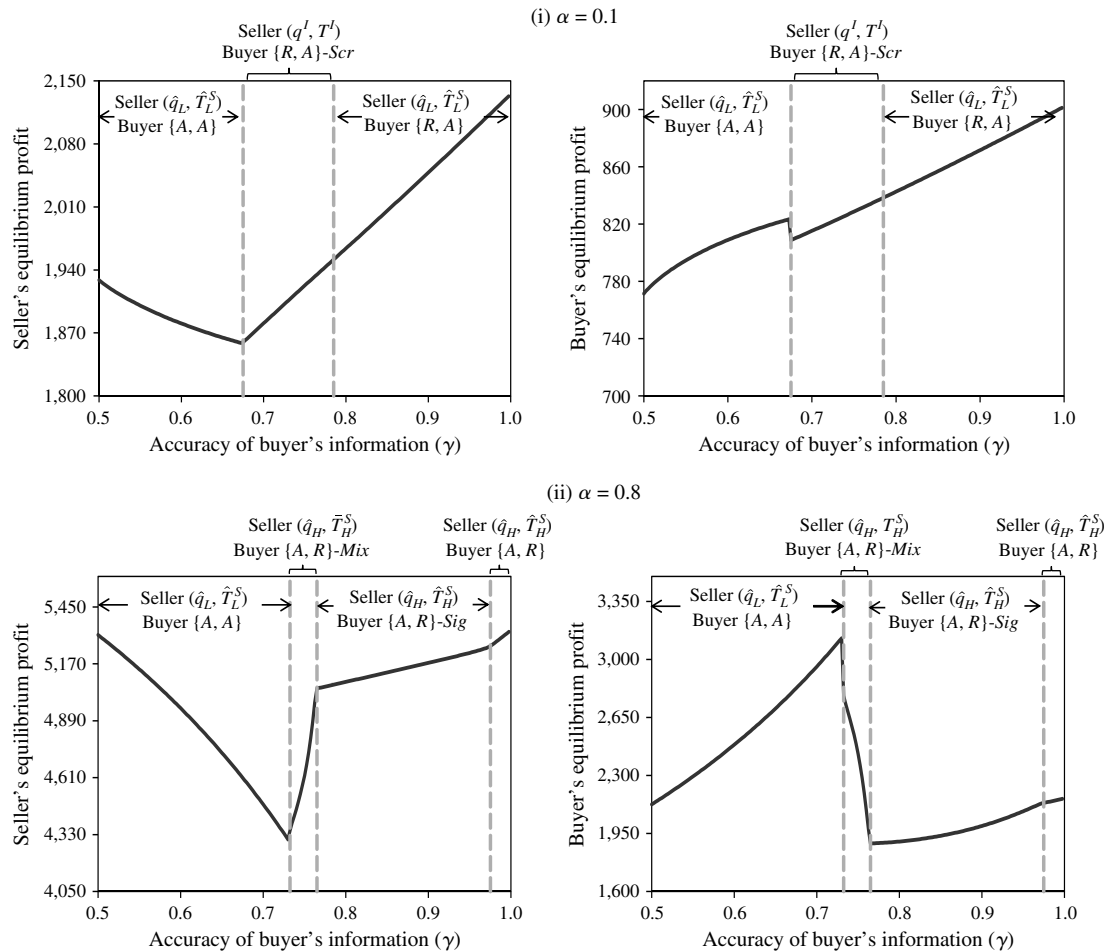 (i) α = 0.1
Seller (q^I, T^I)
Buyer {R, A}-Scr
Seller's equilibrium profit
2,150
2,080
2,010
1,940
1,870
1,800
Seller (q̂_L, T̂_L^S)
Buyer {A, A}
Seller (q̂_L, T̂_L^S)
Buyer {R, A}
0.5 0.6 0.7 0.8 0.9 1.0
Accuracy of buyer's information (γ)
Seller (q^I, T^I)
Buyer {R, A}-Scr
Buyer's equilibrium profit
900
860
820
780
740
700
Seller (q̂_L, T̂_L^S)
Buyer {A, A}
Seller (q̂_L, T̂_L^S)
Buyer {R, A}
0.5 0.6 0.7 0.8 0.9 1.0
Accuracy of buyer's information (γ)
(ii) α = 0.8
Seller (q̂_H, T̄_H^S)
Buyer {A, R}-Mix
Seller (q̂_H, T̂_H^S)
Buyer {A, R}
Seller's equilibrium profit
5,450
5,170
4,890
4,610
4,330
4,050
Seller (q̂_L, T̂_L^S)
Buyer {A, A}
Seller (q̂_H, T̂_H^S)
Buyer {A, R}-Sig
0.5 0.6 0.7 0.8 0.9 1.0
Accuracy of buyer's information (γ)
Seller (q̂_H, T_H^S)
Buyer {A, R}-Mix
Seller (q̂_H, T̂_H^S)
Buyer {A, R}
Buyer's equilibrium profit
3,350
3,000
2,650
2,300
1,950
1,600
Seller (q̂_L, T̂_L^S)
Buyer {A, A}
Seller (q̂_H, T̂_H^S)
Buyer {A, R}-Sig
0.5 0.6 0.7 0.8 0.9 1.0
Accuracy of buyer's information (γ)